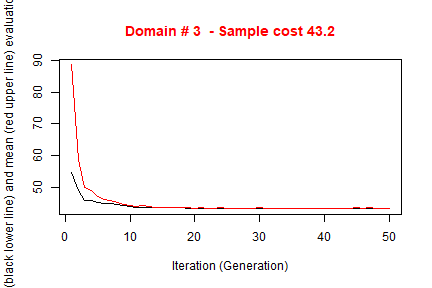 Domain # 3 - Sample cost 43.2
(black lower line) and mean (red upper line) evaluatio
90
80
70
60
50
0 10 20 30 40 50
Iteration (Generation)